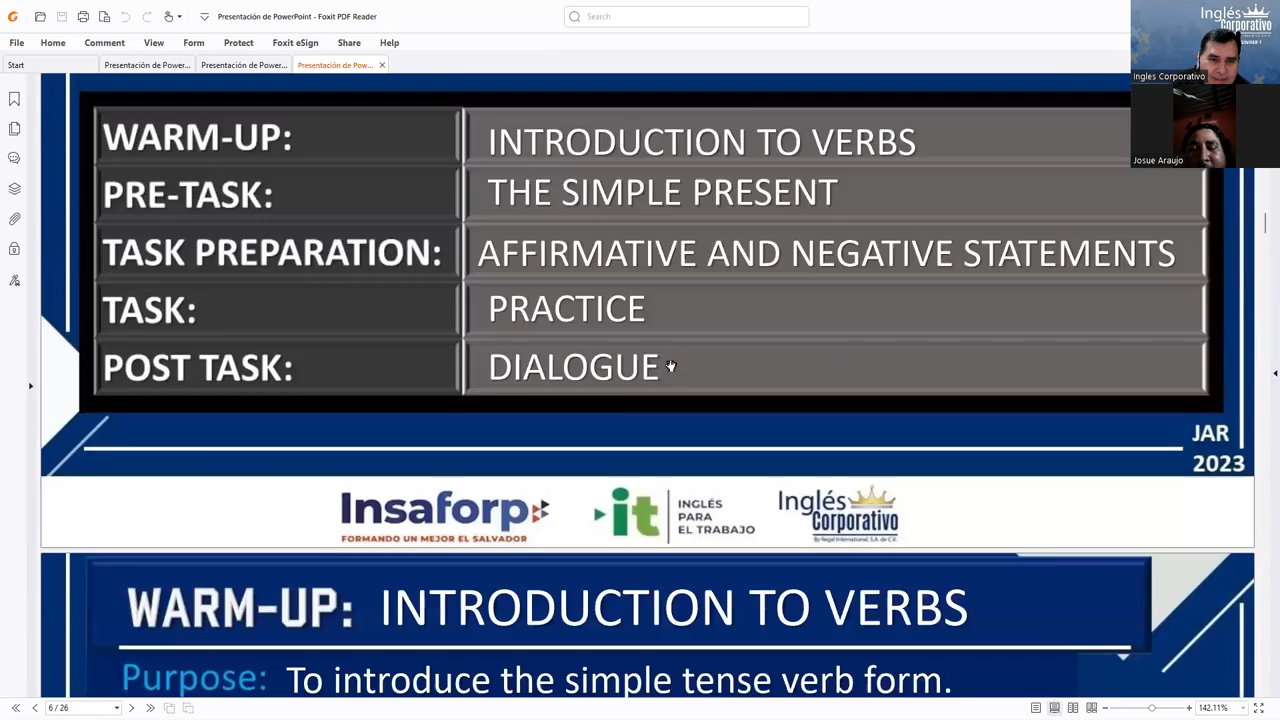 Presentación de PowerPoint - Foxit PDF Reader
Search
File Home Comment View Form Protect Foxit eSign Share Help
Start Presentación de Power... Presentación de Power... Presentación de Pow...
Inglés
Corporativo
Ingles Corporativo
Josue Araujo
WARM-UP: INTRODUCTION TO VERBS
PRE-TASK: THE SIMPLE PRESENT
TASK PREPARATION: AFFIRMATIVE AND NEGATIVE STATEMENTS
TASK: PRACTICE
POST TASK: DIALOGUE
JAR
2023
Insaforp
FORMANDO UN MEJOR EL SALVADOR
it
INGLÉS
PARA
EL TRABAJO
Inglés
Corporativo
By Regal International, S.A. de C.V.
WARM-UP: INTRODUCTION TO VERBS
Purpose: To introduce the simple tense verb form.
6 / 26
142.11%